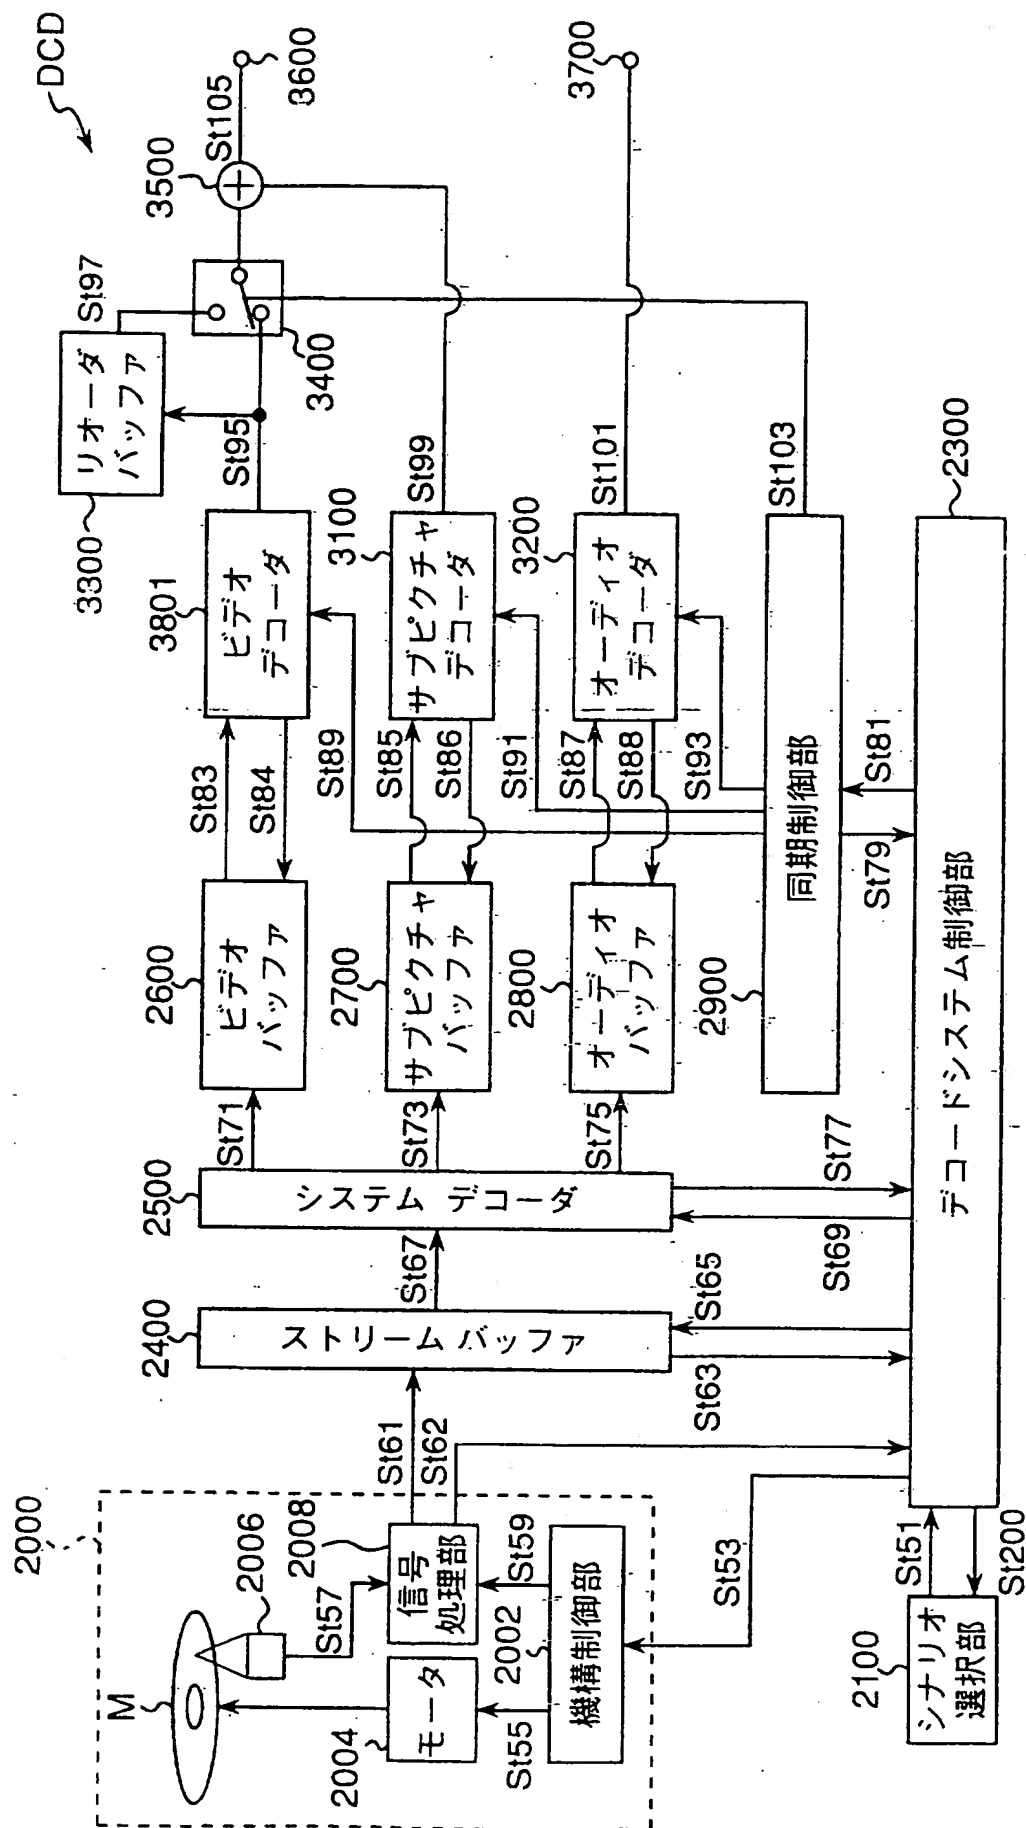 DCD
2000
M
2006
St57
2008
信号
処理部
2004
モータ
St55
2002
St59
機構制御部
St61
St62
St53
2100
シナリオ
選択部
St51
St200
2400
ストリーム バッファ
St63
St65
St67
2500
システム デコーダ
St69
St77
St71
St73
St75
2600
ビデオ
バッファ
2700
サブピクチャ
バッファ
2800
オーディオ
バッファ
2900
同期制御部
St79
St81
2300
デコードシステム制御部
St83
St84
St89
St85
St86
St91
St87
St88
St93
3801
ビデオ
デコーダ
3100
サブピクチャ
デコーダ
3200
オーディオ
デコーダ
3300
リオーダ
バッファ
St95
St97
St99
St101
St103
3400
3500
St105
3600
3700